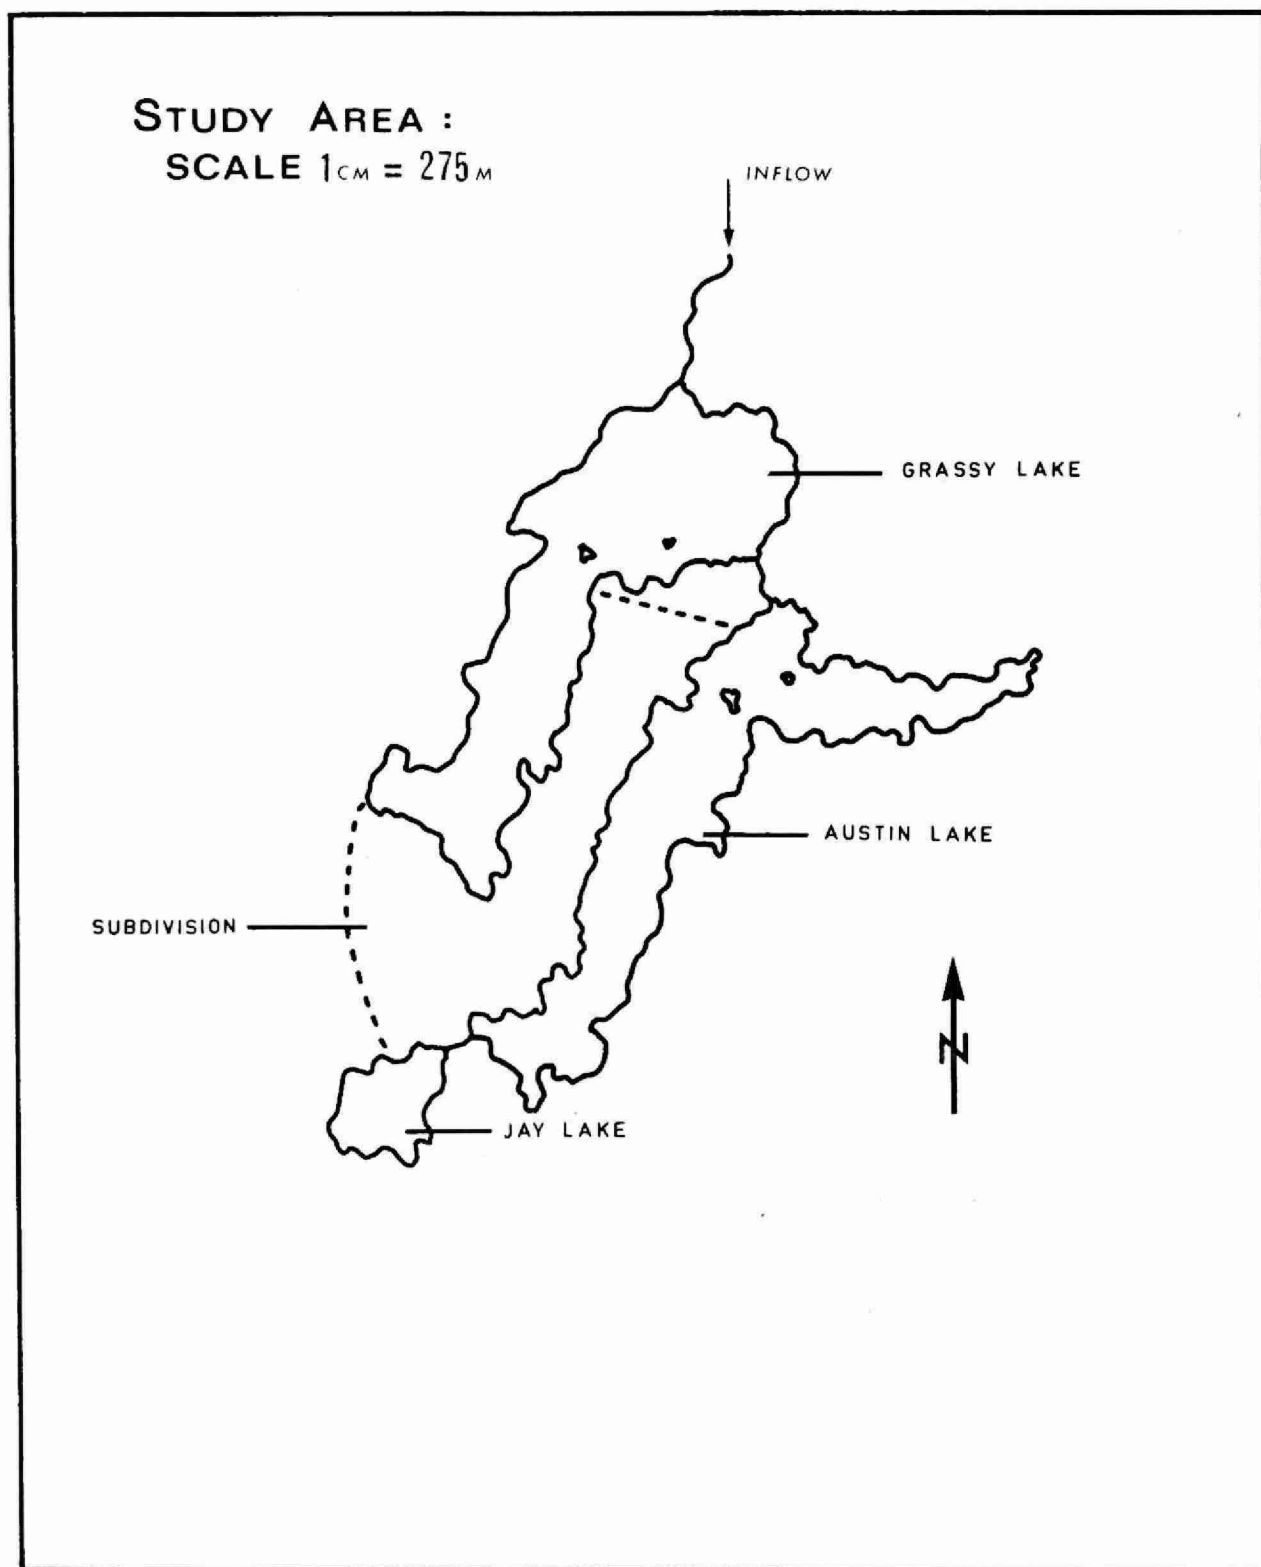 STUDY AREA :
SCALE 1CM = 275M
INFLOW
GRASSY LAKE
AUSTIN LAKE
SUBDIVISION
N
JAY LAKE